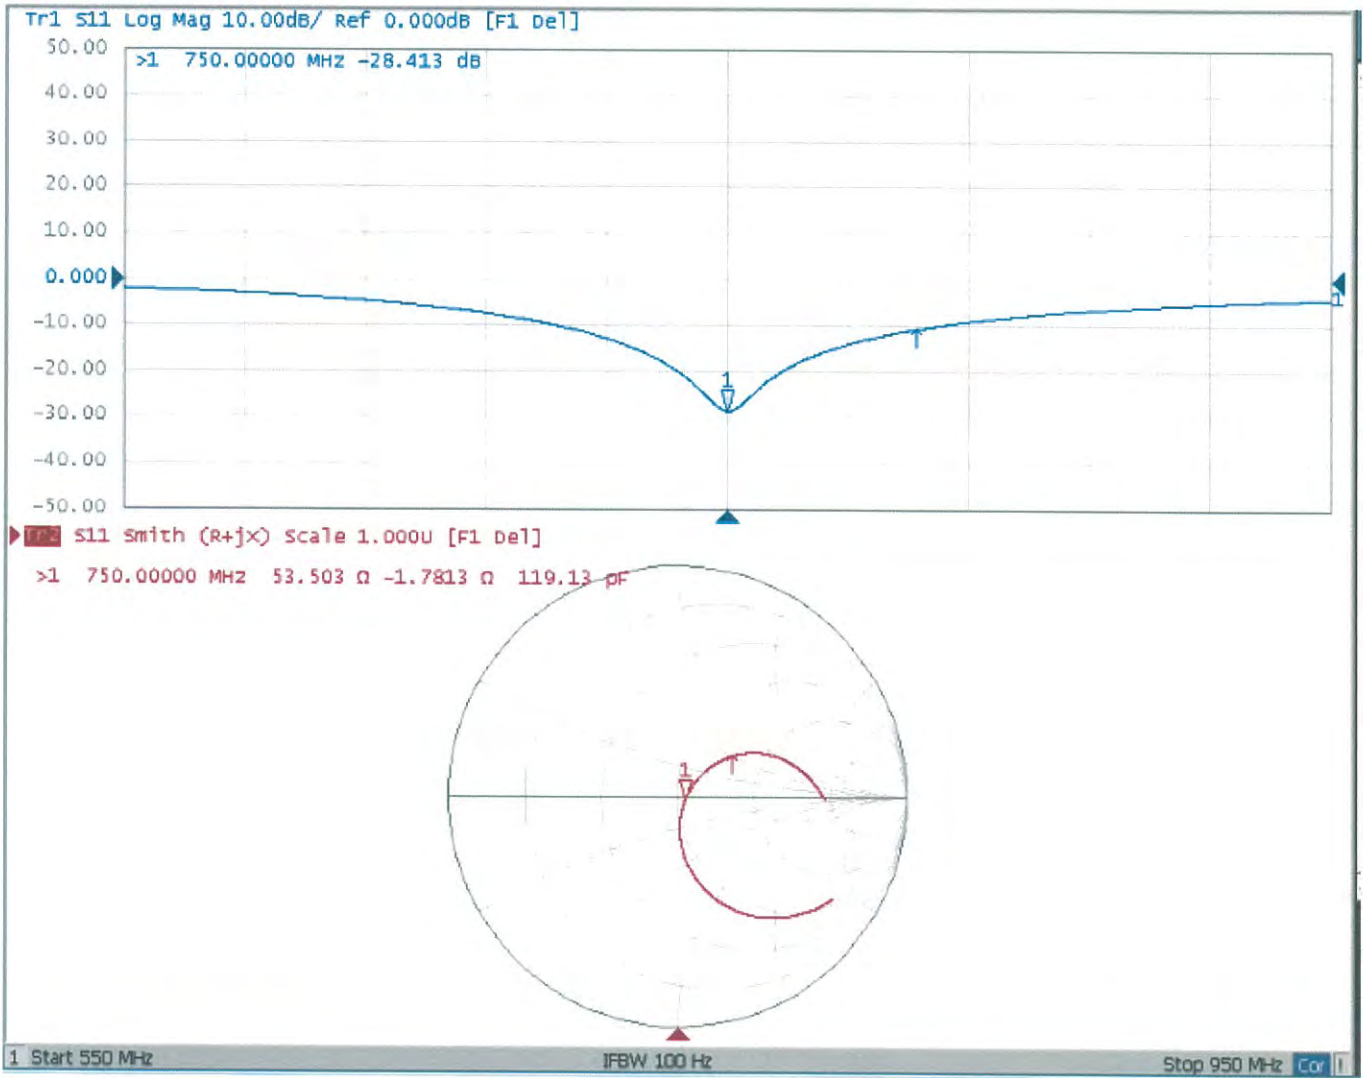 Tr1 S11 Log Mag 10.00dB/ Ref 0.000dB [F1 Del]
50.00
>1 750.00000 MHz -28.413 dB
40.00
30.00
20.00
10.00
0.000
1
-10.00
-20.00
1
-30.00
-40.00
-50.00
Tr2 S11 Smith (R+jX) Scale 1.000U [F1 Del]
>1 750.00000 MHz 53.503 Ω -1.7813 Ω 119.13 pF
1
1 Start 550 MHz IFBW 100 Hz Stop 950 MHz Cor !